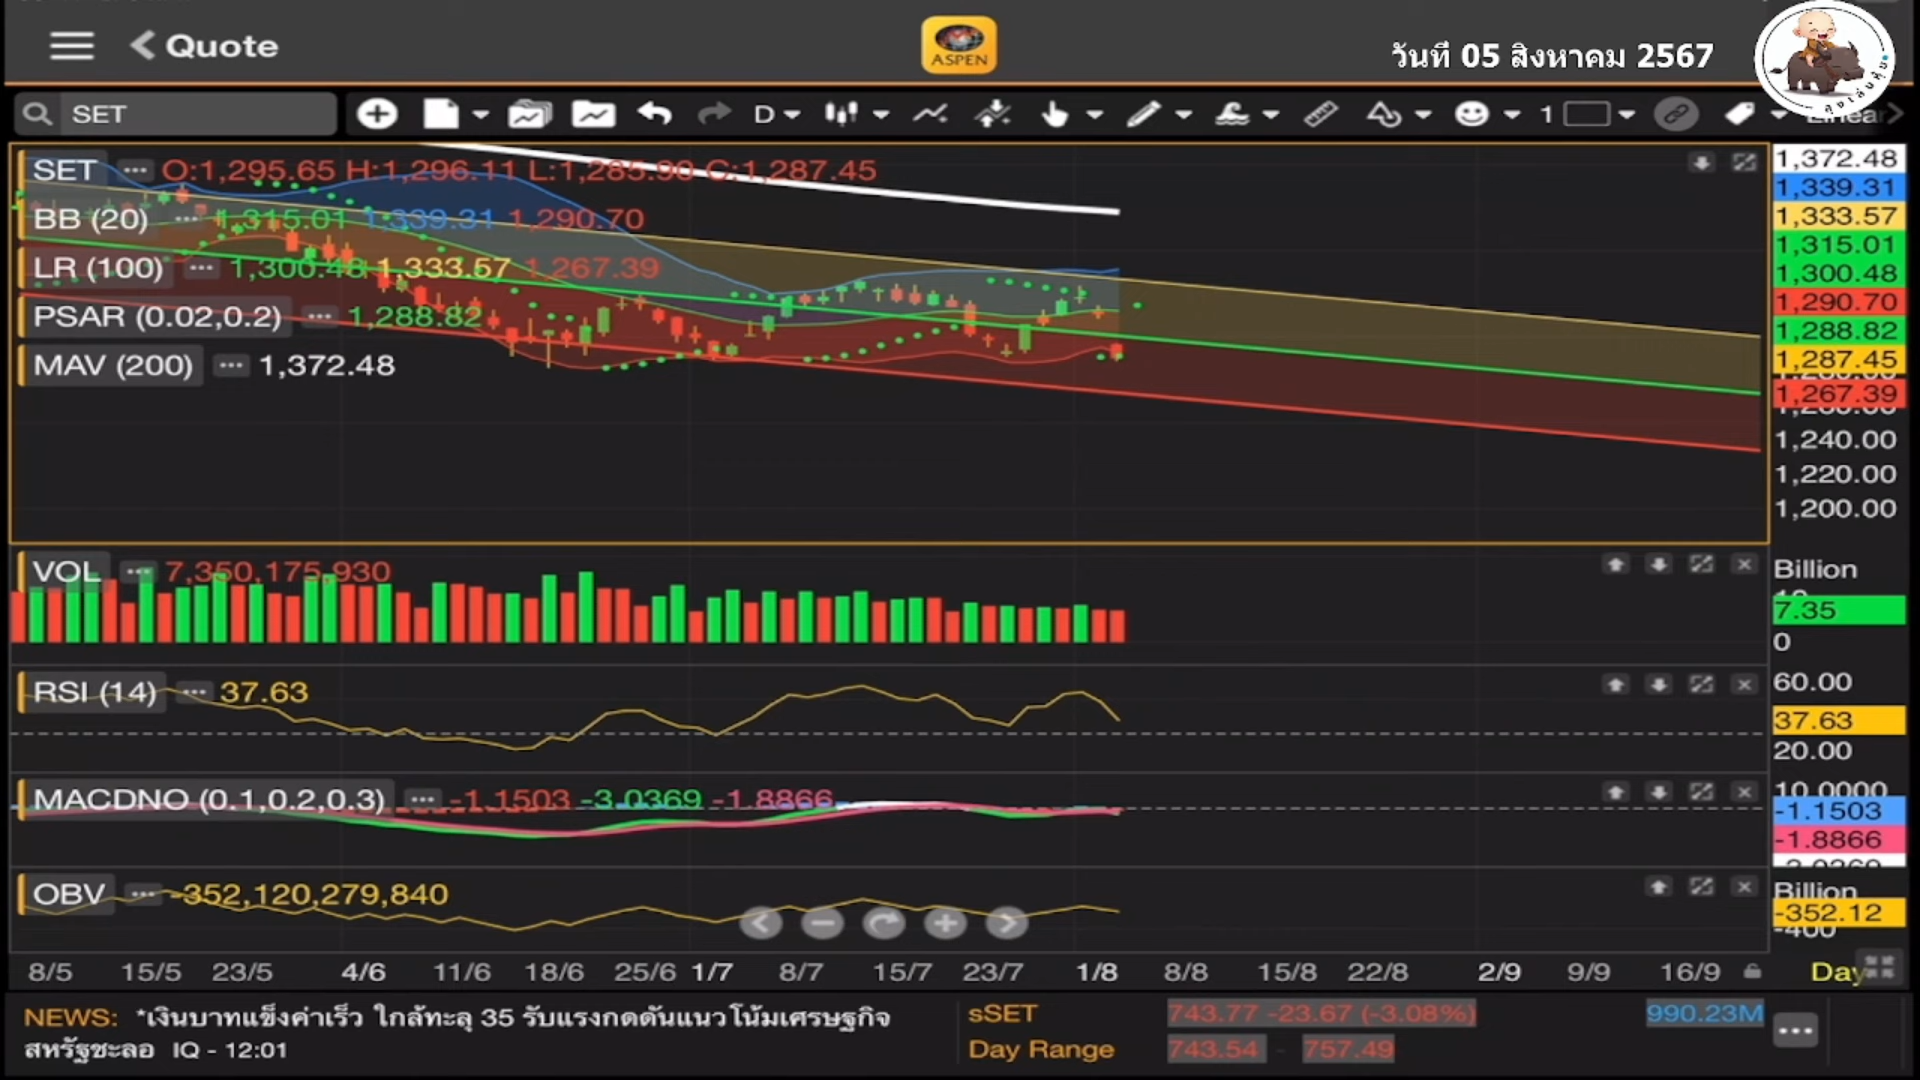 Quote
ASPEN
วันที่ 05 สิงหาคม 2567
ลุงเล่นหุ้น
SET
D
1
Linear
SET O:1,295.65 H:1,296.11 L:1,285.90 C:1,287.45
BB (20) 1,315.01 1,339.31 1,290.70
LR (100) 1,300.48 1,333.57 1,267.39
PSAR (0.02,0.2) 1,288.82
MAV (200) 1,372.48
1,372.48
1,339.31
1,333.57
1,315.01
1,300.48
1,290.70
1,288.82
1,287.45
1,267.39
1,240.00
1,220.00
1,200.00
VOL 7,350,175,930
Billion
7.35
0
RSI (14) 37.63
60.00
37.63
20.00
MACDNO (0.1,0.2,0.3) -1.1503 -3.0369 -1.8866
10.0000
-1.1503
-1.8866
OBV -352,120,279,840
Billion
-352.12
-400
8/5 15/5 23/5 4/6 11/6 18/6 25/6 1/7 8/7 15/7 23/7 1/8 8/8 15/8 22/8 2/9 9/9 16/9 Day
NEWS: *เงินบาทแข็งค่าเร็ว ใกล้ทะลุ 35 รับแรงกดดันแนวโน้มเศรษฐกิจ
สหรัฐชะลอ IQ - 12:01
sSET 743.77 -23.67 (-3.08%) 990.23M
Day Range 743.54 - 757.49